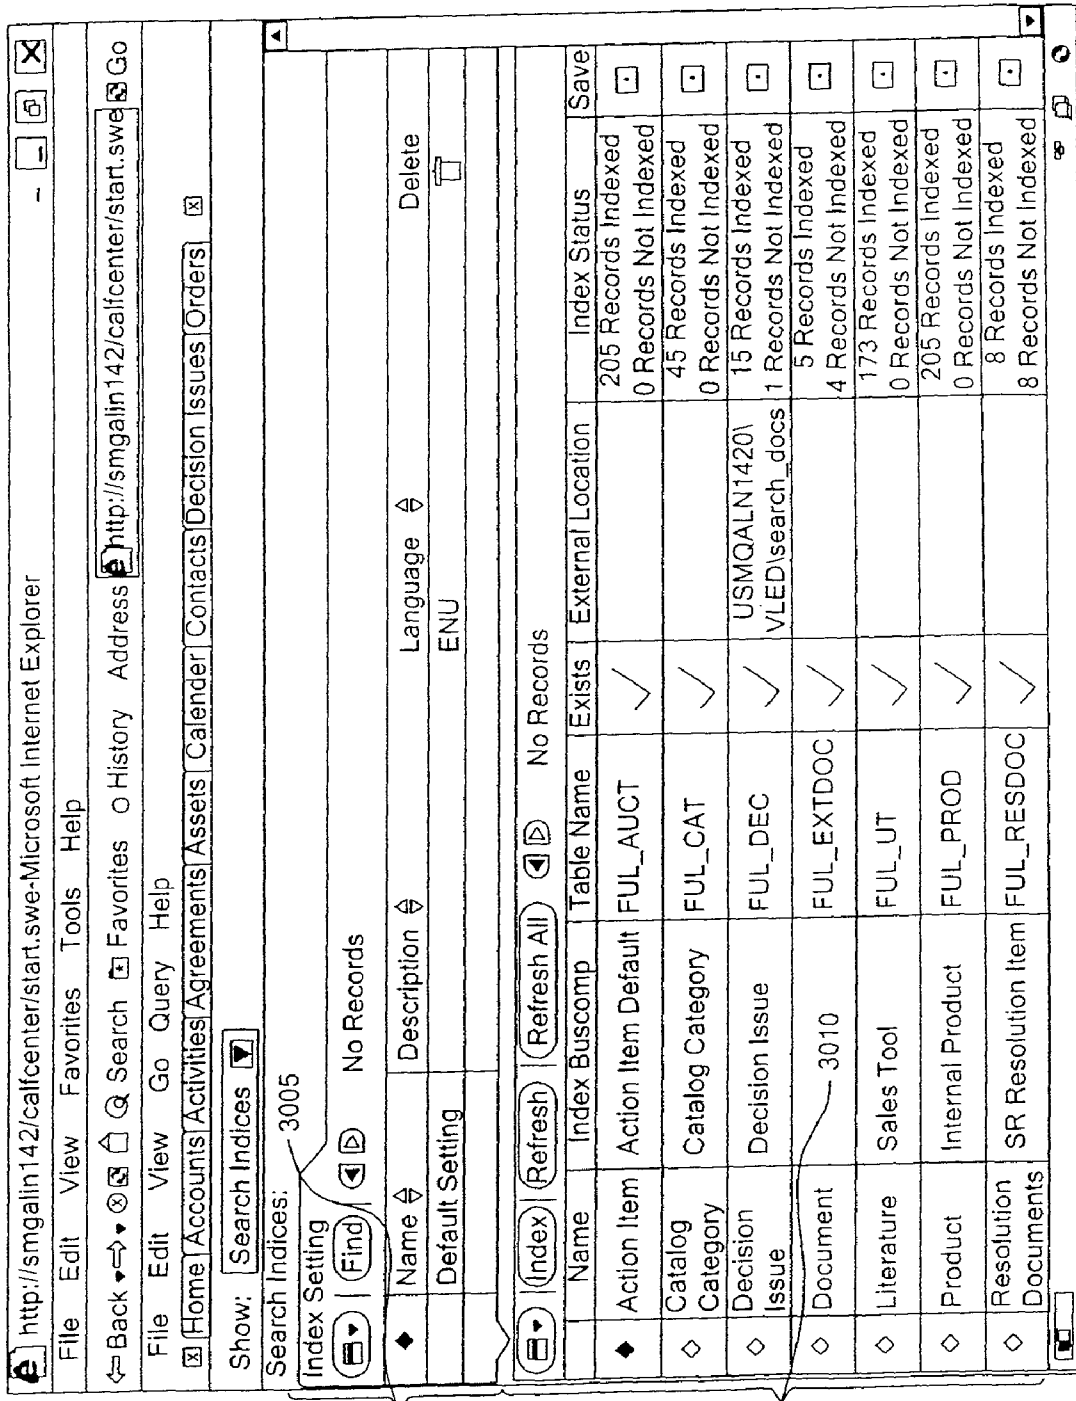 http://smgalin142/calfcenter/start.swe-Microsoft Internet Explorer
File Edit View Favorites Tools Help
Back Search Favorites History Address http://smgalin142/calfcenter/start.swe Go
File Edit View Go Query Help
Home Accounts Activities Agreements Assets Calender Contacts Decision Issues Orders
Show: Search Indices
Search Indices:
3005
Index Setting
Find No Records
Name Description Language Delete
Default Setting ENU
Index Refresh Refresh All No Records
Name Index Buscomp Table Name Exists External Location Index Status Save
Action Item Action Item Default FUL_AUCT 205 Records Indexed
0 Records Not Indexed
Catalog Category Catalog Category FUL_CAT 45 Records Indexed
0 Records Not Indexed
Decision Issue Decision Issue FUL_DEC USMQALN1420\ VLED\search_docs 15 Records Indexed
1 Records Not Indexed
Document 3010 FUL_EXTDOC 5 Records Indexed
4 Records Not Indexed
Literature Sales Tool FUL_UT 173 Records Indexed
0 Records Not Indexed
Product Internal Product FUL_PROD 205 Records Indexed
0 Records Not Indexed
Resolution Documents SR Resolution Item FUL_RESDOC 8 Records Indexed
8 Records Not Indexed